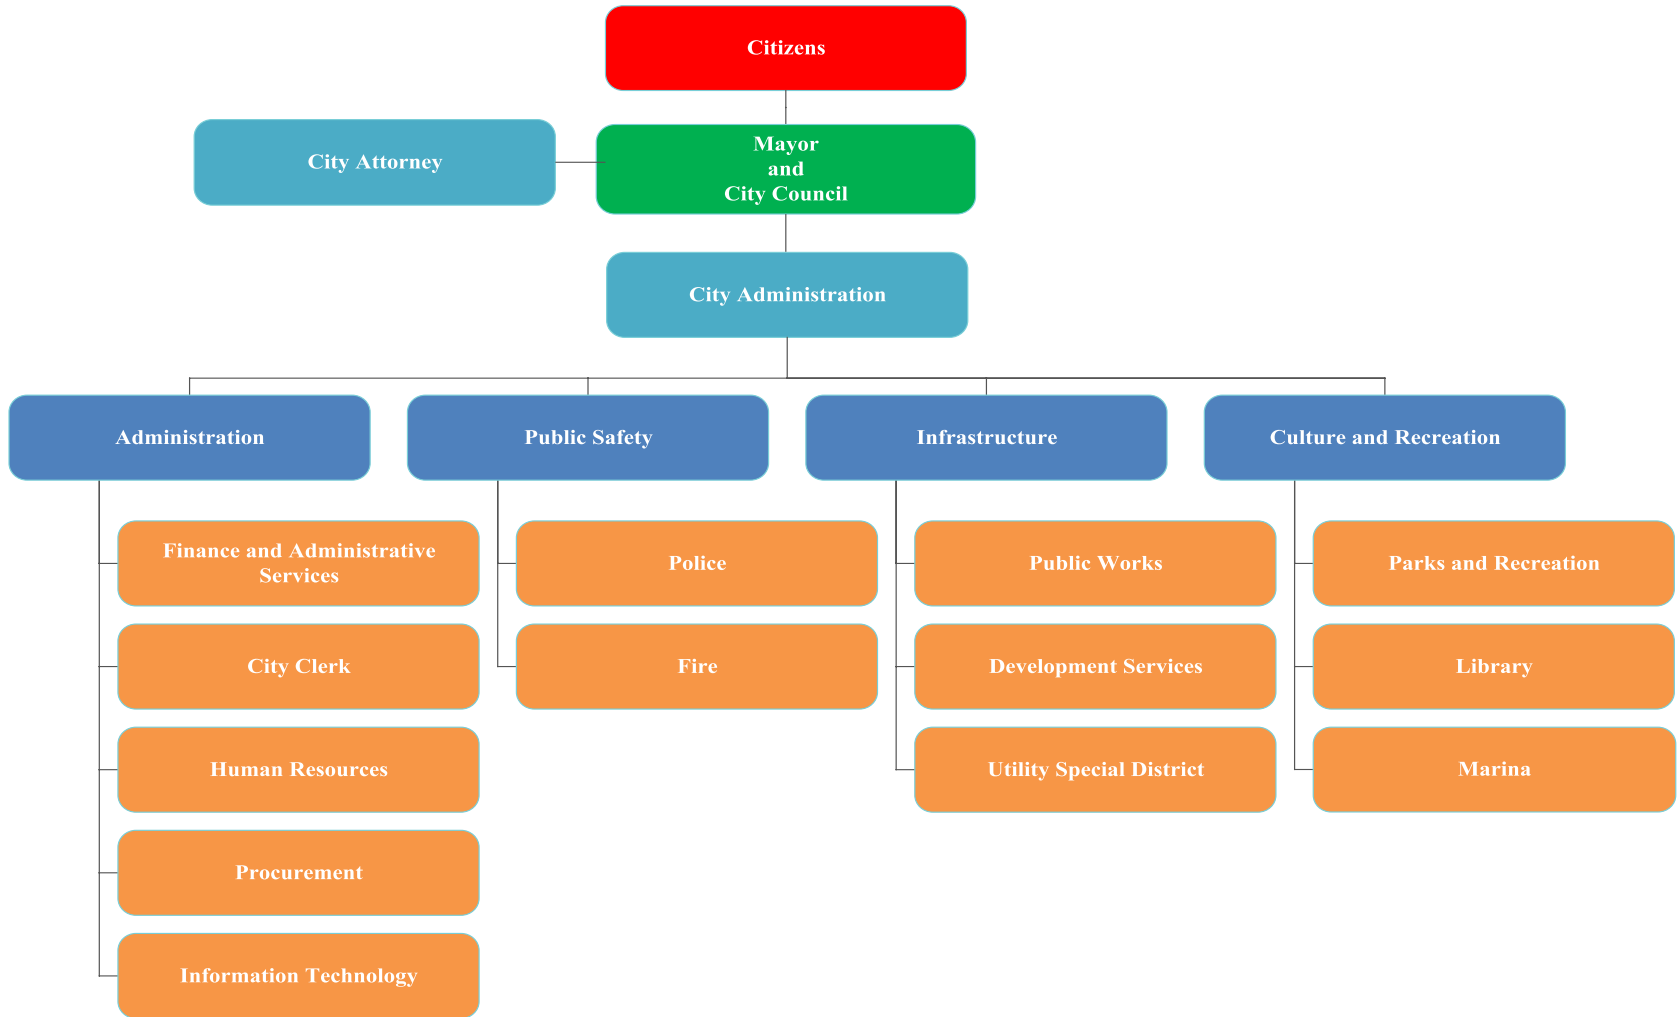 Citizens
City Attorney
Mayor
and
City Council
City Administration
Administration
Public Safety
Infrastructure
Culture and Recreation
Finance and Administrative
Services
Police
Public Works
Parks and Recreation
City Clerk
Fire
Development Services
Library
Human Resources
Utility Special District
Marina
Procurement
Information Technology